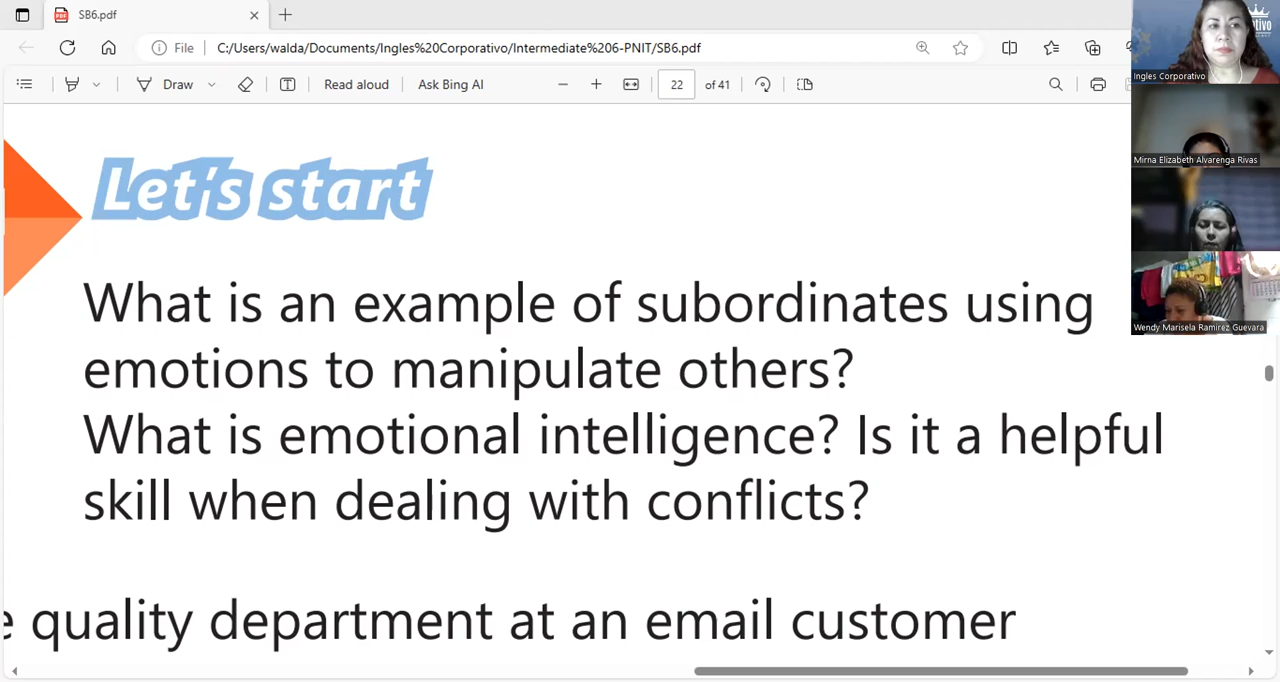 SB6.pdf
File C:/Users/walda/Documents/Ingles%20Corporativo/Intermediate%206-PNIT/SB6.pdf
Draw Read aloud Ask Bing AI 22 of 41
Let's start
What is an example of subordinates using
emotions to manipulate others?
What is emotional intelligence? Is it a helpful
skill when dealing with conflicts?
quality department at an email customer
Ingles Corporativo
Mirna Elizabeth Alvarenga Rivas
Wendy Marisela Ramirez Guevara